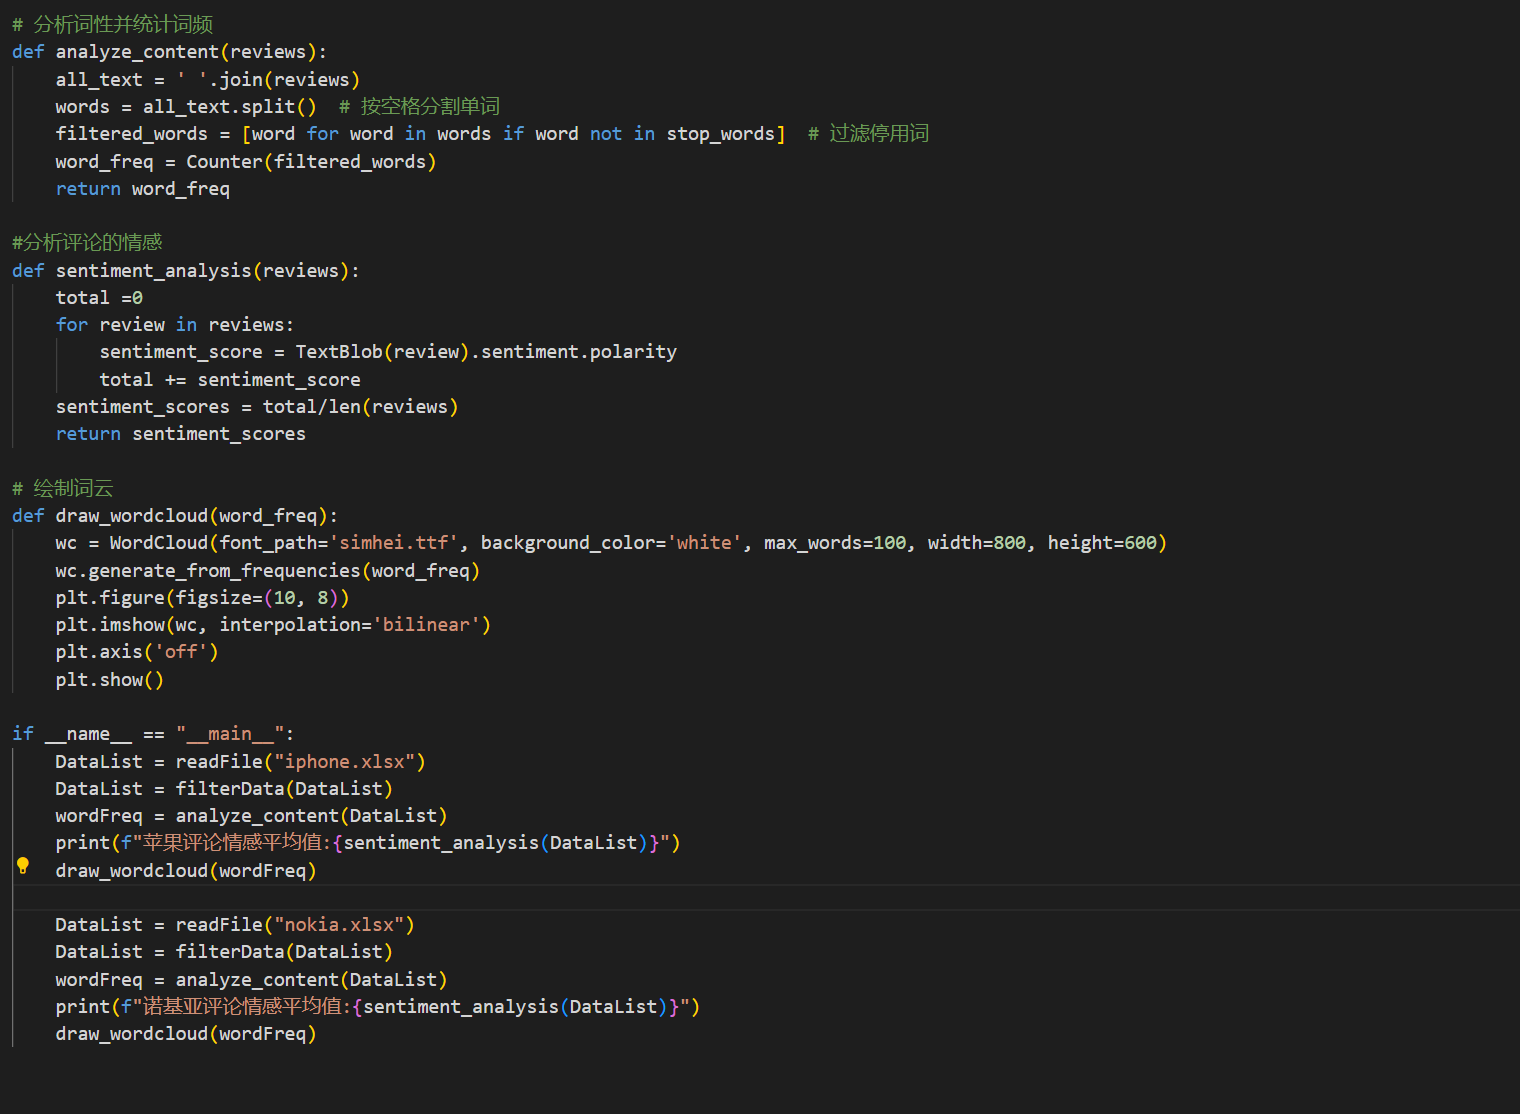 # 分析词性并统计词频
def analyze_content(reviews):
    all_text = ' '.join(reviews)
    words = all_text.split()  # 按空格分割单词
    filtered_words = [word for word in words if word not in stop_words]  # 过滤停用词
    word_freq = Counter(filtered_words)
    return word_freq

#分析评论的情感
def sentiment_analysis(reviews):
    total =0
    for review in reviews:
        sentiment_score = TextBlob(review).sentiment.polarity
        total += sentiment_score
    sentiment_scores = total/len(reviews)
    return sentiment_scores

# 绘制词云
def draw_wordcloud(word_freq):
    wc = WordCloud(font_path='simhei.ttf', background_color='white', max_words=100, width=800, height=600)
    wc.generate_from_frequencies(word_freq)
    plt.figure(figsize=(10, 8))
    plt.imshow(wc, interpolation='bilinear')
    plt.axis('off')
    plt.show()

if __name__ == "__main__":
    DataList = readFile("iphone.xlsx")
    DataList = filterData(DataList)
    wordFreq = analyze_content(DataList)
    print(f"苹果评论情感平均值:{sentiment_analysis(DataList)}")
    draw_wordcloud(wordFreq)

    DataList = readFile("nokia.xlsx")
    DataList = filterData(DataList)
    wordFreq = analyze_content(DataList)
    print(f"诺基亚评论情感平均值:{sentiment_analysis(DataList)}")
    draw_wordcloud(wordFreq)